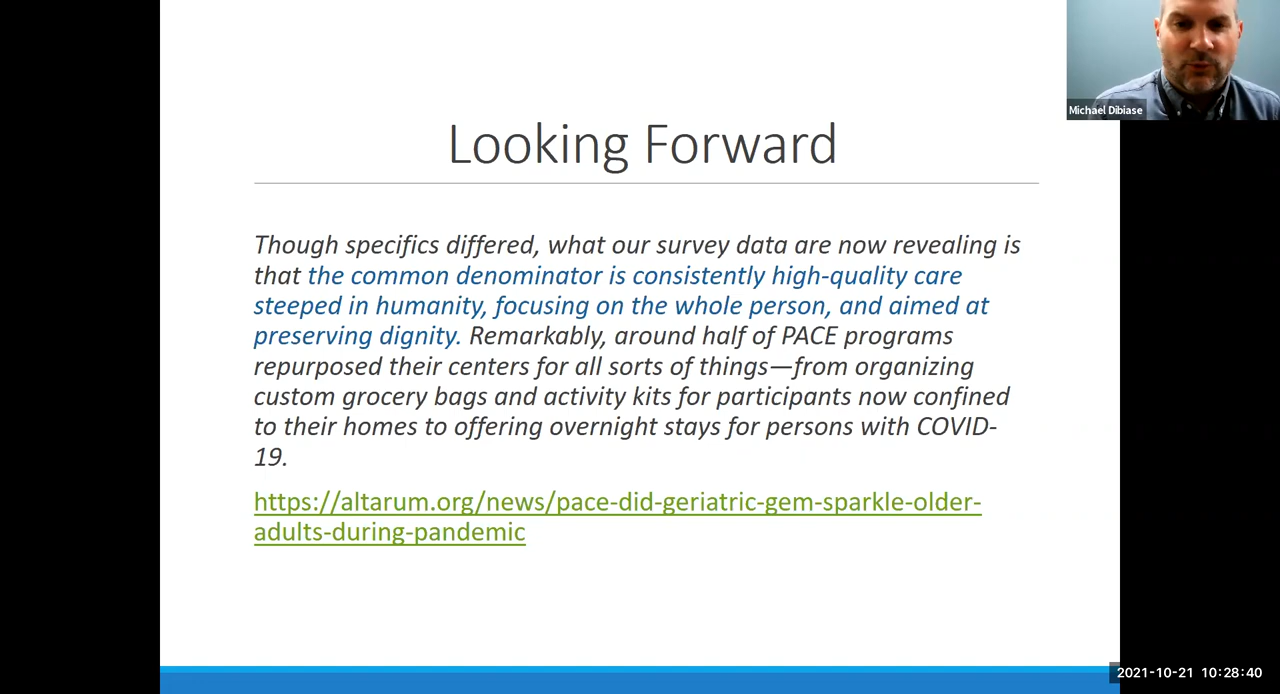 Michael Dibiase
Looking Forward
Though specifics differed, what our survey data are now revealing is
that the common denominator is consistently high-quality care
steeped in humanity, focusing on the whole person, and aimed at
preserving dignity. Remarkably, around half of PACE programs
repurposed their centers for all sorts of things—from organizing
custom grocery bags and activity kits for participants now confined
to their homes to offering overnight stays for persons with COVID-
19.
https://altarum.org/news/pace-did-geriatric-gem-sparkle-older-
adults-during-pandemic
2021-10-21 10:28:40